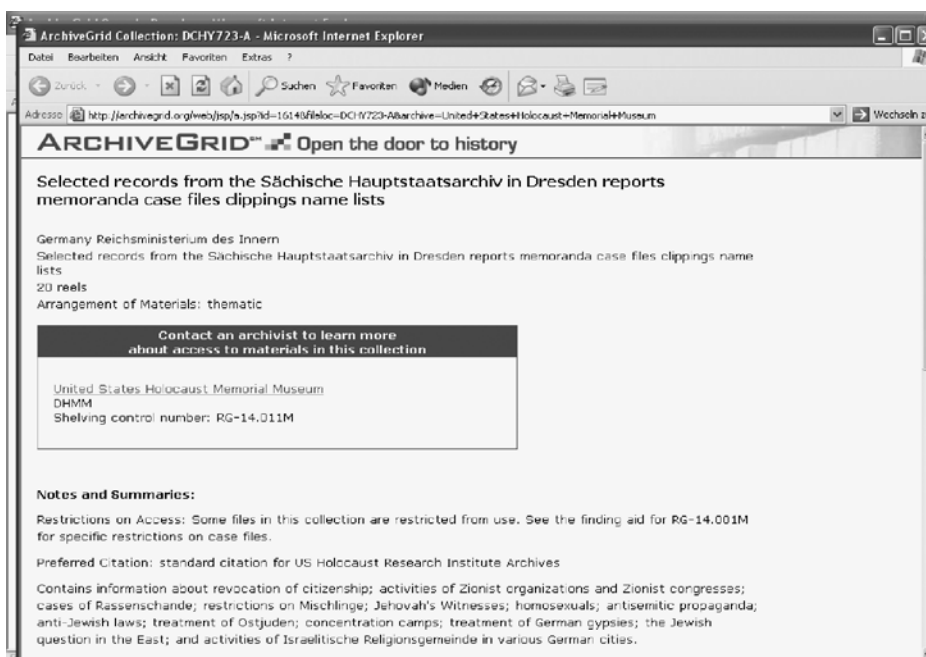 ArchiveGrid Collection: DCHY723-A - Microsoft Internet Explorer
Datei Bearbeiten Ansicht Favoriten Extras ?
Zurück Suchen Favoriten Medien
Adresse http://archivegrid.org/web/jsp/a.jsp?id=1614&fileloc=DCHY723-A&archive=United+States+Holocaust+Memorial+Museum Wechseln
ARCHIVEGRID℠ Open the door to history
Selected records from the Sächische Hauptstaatsarchiv in Dresden reports
memoranda case files clippings name lists
Germany Reichsministerium des Innern
Selected records from the Sächische Hauptstaatsarchiv in Dresden reports memoranda case files clippings name
lists
20 reels
Arrangement of Materials: thematic
Contact an archivist to learn more
about access to materials in this collection
United States Holocaust Memorial Museum
DHMM
Shelving control number: RG-14.011M
Notes and Summaries:
Restrictions on Access: Some files in this collection are restricted from use. See the finding aid for RG-14.001M
for specific restrictions on case files.
Preferred Citation: standard citation for US Holocaust Research Institute Archives
Contains information about revocation of citizenship; activities of Zionist organizations and Zionist congresses;
cases of Rassenschande; restrictions on Mischlinge; Jehovah's Witnesses; homosexuals; antisemitic propaganda;
anti-Jewish laws; treatment of Ostjuden; concentration camps; treatment of German gypsies; the Jewish
question in the East; and activities of Israelitische Religionsgemeinde in various German cities.